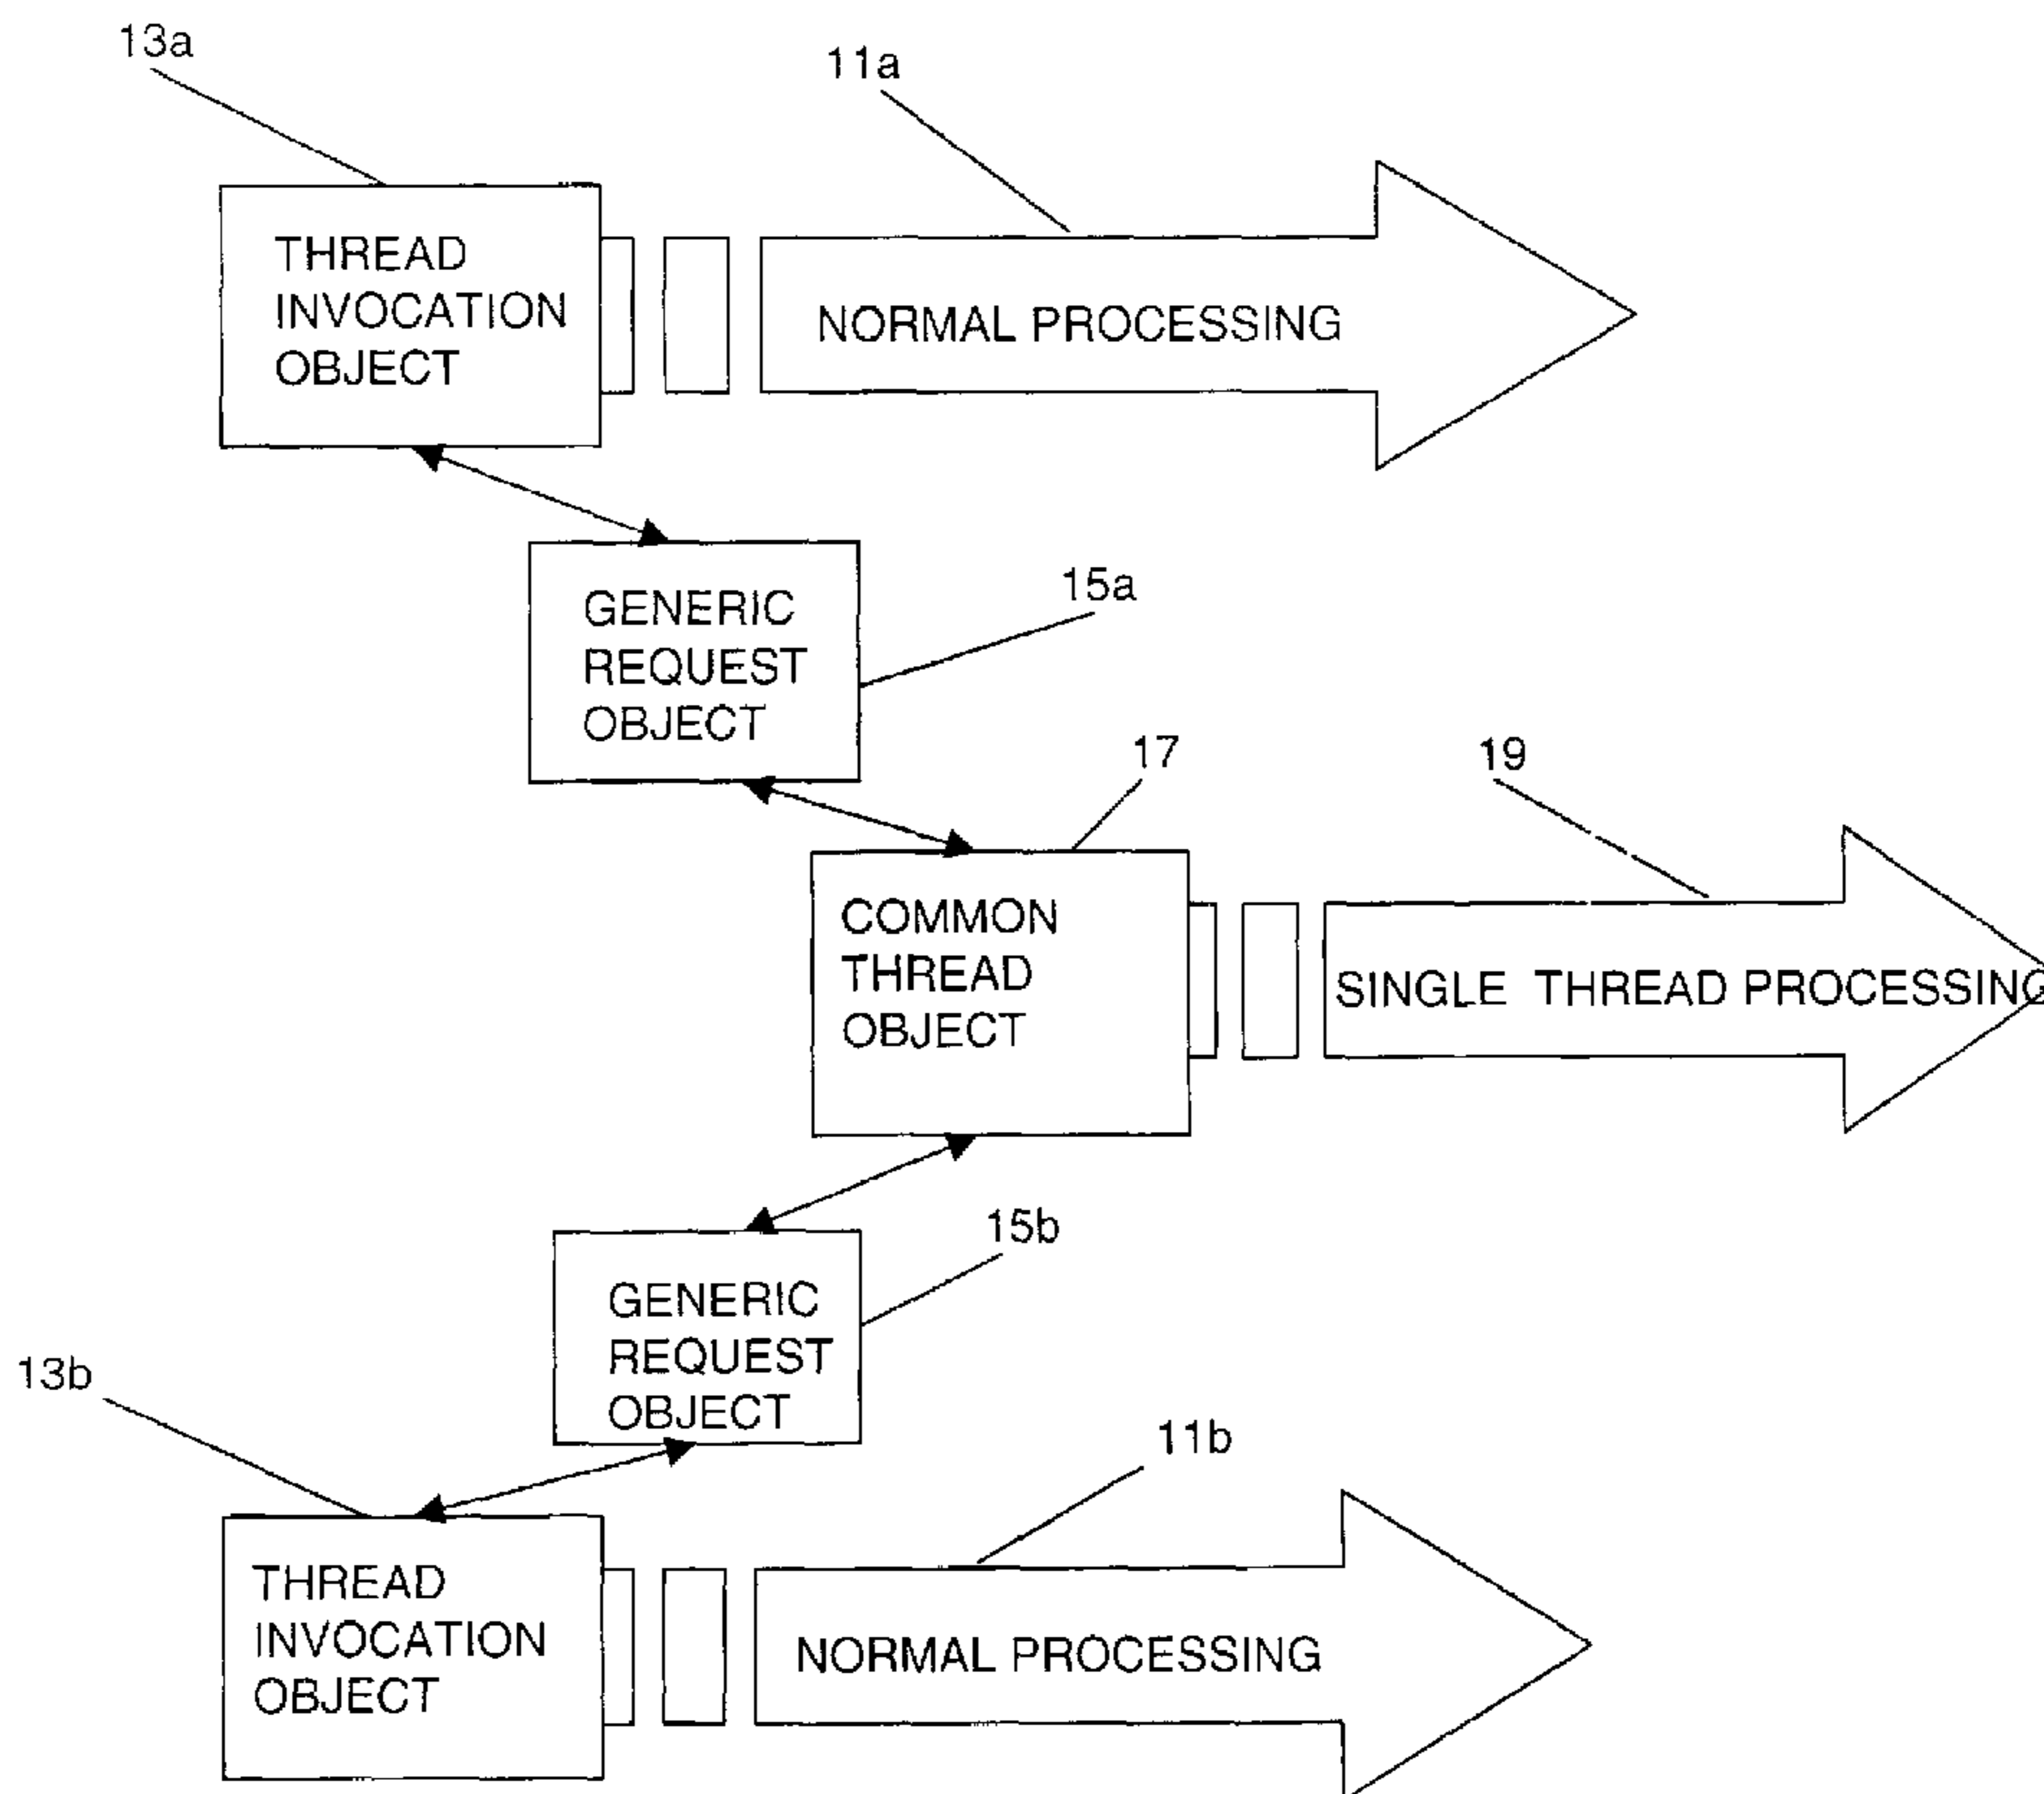 13a
11a
THREAD
INVOCATION
OBJECT
NORMAL PROCESSING
15a
GENERIC
REQUEST
OBJECT
17
19
COMMON
THREAD
OBJECT
SINGLE THREAD PROCESSING
15b
GENERIC
REQUEST
OBJECT
13b
11b
THREAD
INVOCATION
OBJECT
NORMAL PROCESSING